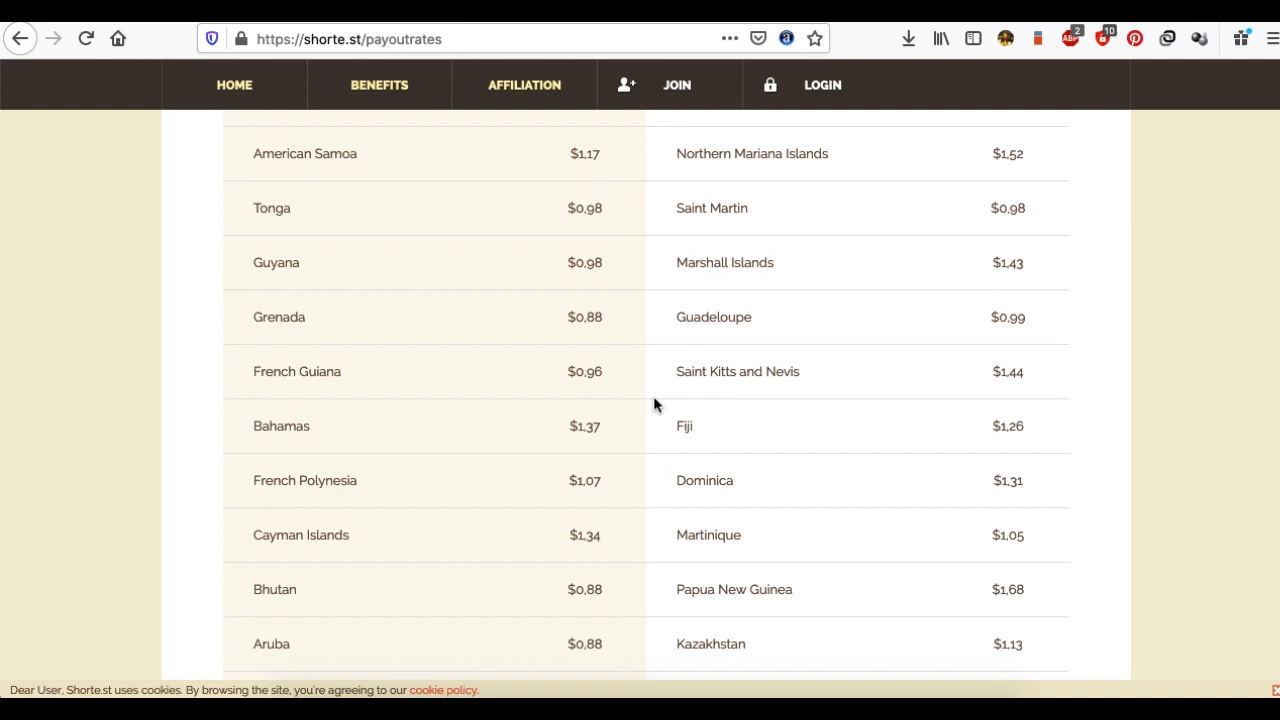 https://shorte.st/payoutrates
2
10
HOME BENEFITS AFFILIATION JOIN LOGIN
American Samoa $1,17 Northern Mariana Islands $1,52
Tonga $0,98 Saint Martin $0,98
Guyana $0,98 Marshall Islands $1,43
Grenada $0,88 Guadeloupe $0,99
French Guiana $0,96 Saint Kitts and Nevis $1,44
Bahamas $1,37 Fiji $1,26
French Polynesia $1,07 Dominica $1,31
Cayman Islands $1,34 Martinique $1,05
Bhutan $0,88 Papua New Guinea $1,68
Aruba $0,88 Kazakhstan $1,13
Dear User, Shorte.st uses cookies. By browsing the site, you're agreeing to our cookie policy.